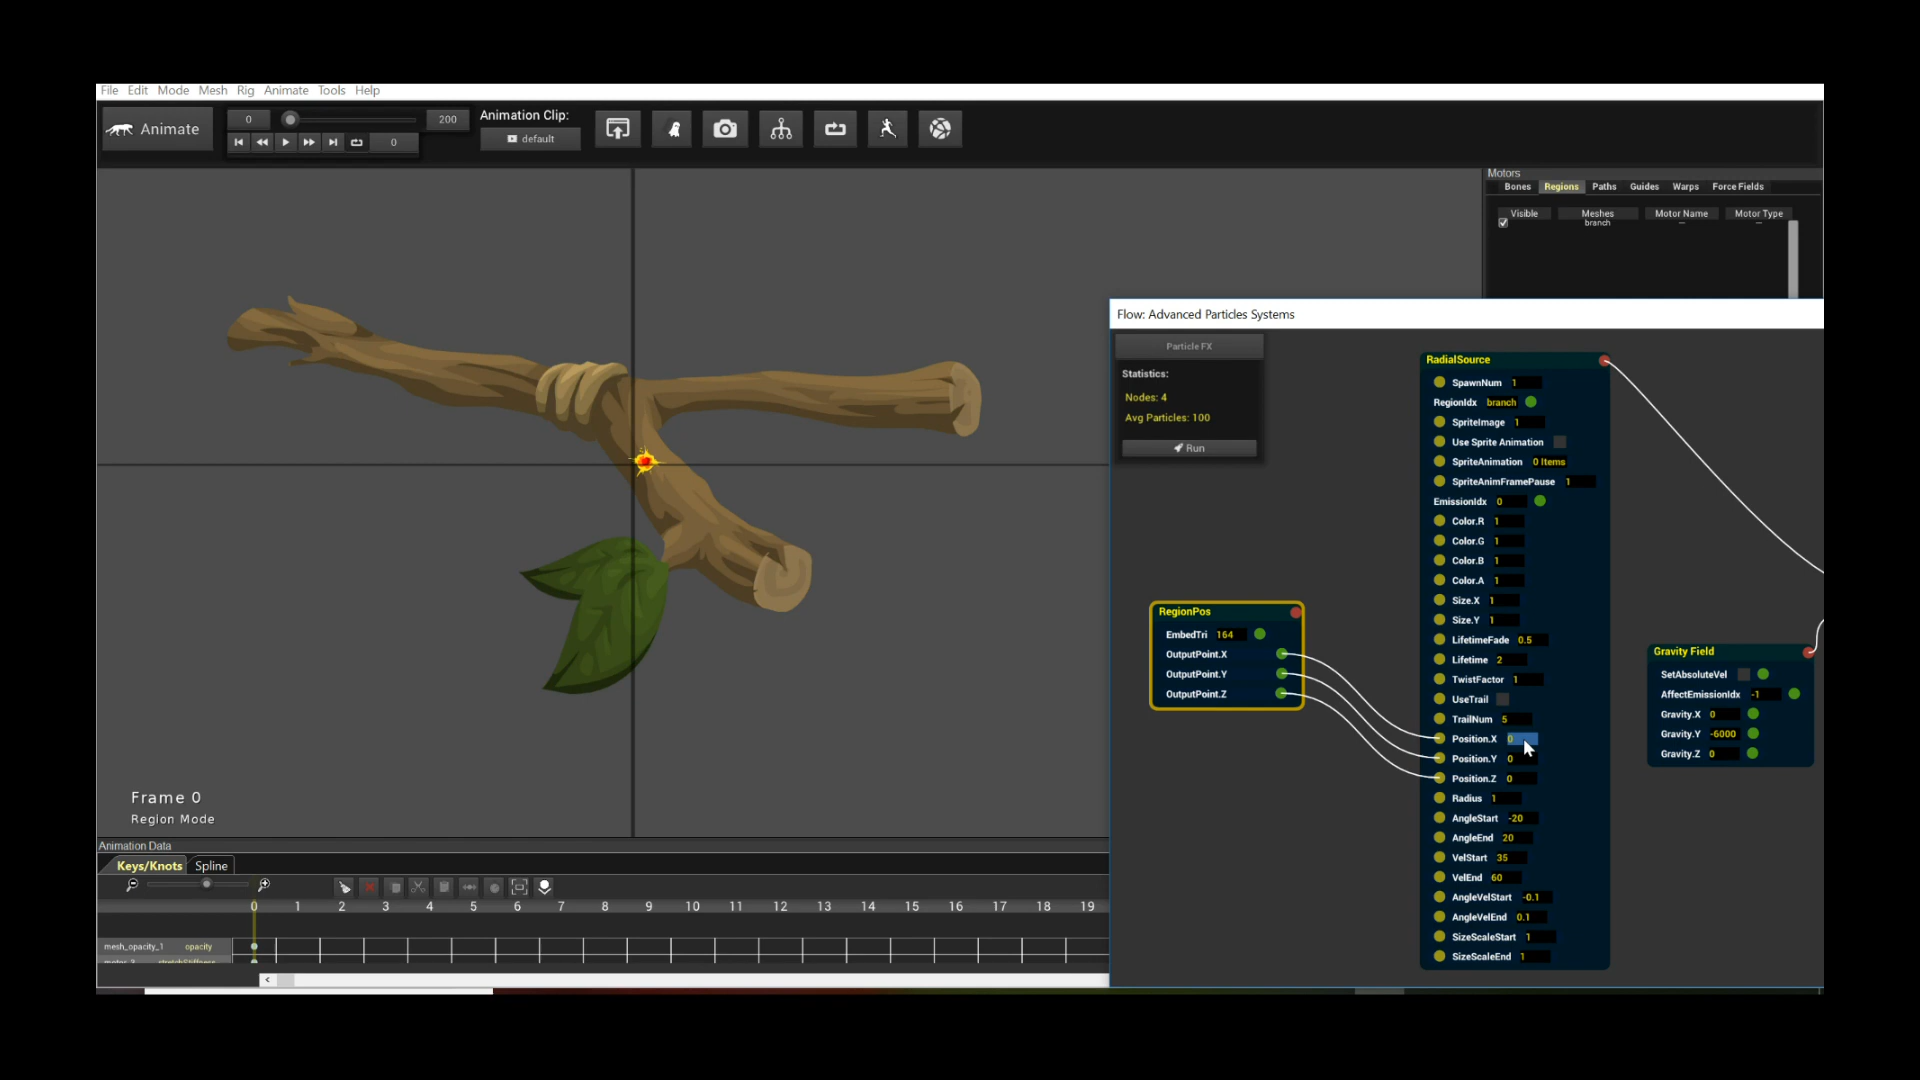 File Edit Mode Mesh Rig Animate Tools Help
Animate
0
200
0
Animation Clip:
default
Motors
Bones Regions Paths Guides Warps Force Fields
Visible Meshes Motor Name Motor Type
branch — —
Flow: Advanced Particles Systems
Particle FX
Statistics:
Nodes: 4
Avg Particles: 100
Run
RadialSource
SpawnNum 1
RegionIdx branch
SpriteImage 1
Use Sprite Animation
SpriteAnimation 0 Items
SpriteAnimFramePause 1
EmissionIdx 0
Color.R 1
Color.G 1
Color.B 1
Color.A 1
Size.X 1
Size.Y 1
LifetimeFade 0.5
Lifetime 2
TwistFactor 1
UseTrail
TrailNum 5
Position.X 0
Position.Y 0
Position.Z 0
Radius 1
AngleStart -20
AngleEnd 20
VelStart 35
VelEnd 60
AngleVelStart -0.1
AngleVelEnd 0.1
SizeScaleStart 1
SizeScaleEnd 1
RegionPos
EmbedTri 164
OutputPoint.X
OutputPoint.Y
OutputPoint.Z
Gravity Field
SetAbsoluteVel
AffectEmissionIdx -1
Gravity.X 0
Gravity.Y -6000
Gravity.Z 0
Frame 0
Region Mode
Animation Data
Keys/Knots Spline
0 1 2 3 4 5 6 7 8 9 10 11 12 13 14 15 16 17 18 19
mesh_opacity_1 opacity
motor_3 stretchStiffness